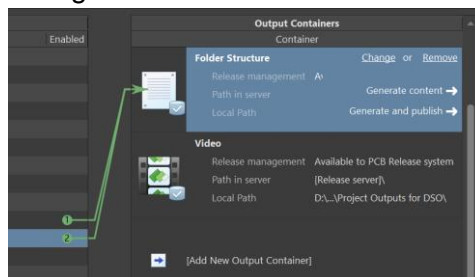 Output Containers
Enabled
Container
Folder Structure
Change or Remove
Release management
Path in server
Generate content
Local Path
Generate and publish
Video
Release management Available to PCB Release system
Path in server [Release server]\
Local Path D:\...\Project Outputs for DSO\
1
2
[Add New Output Container]